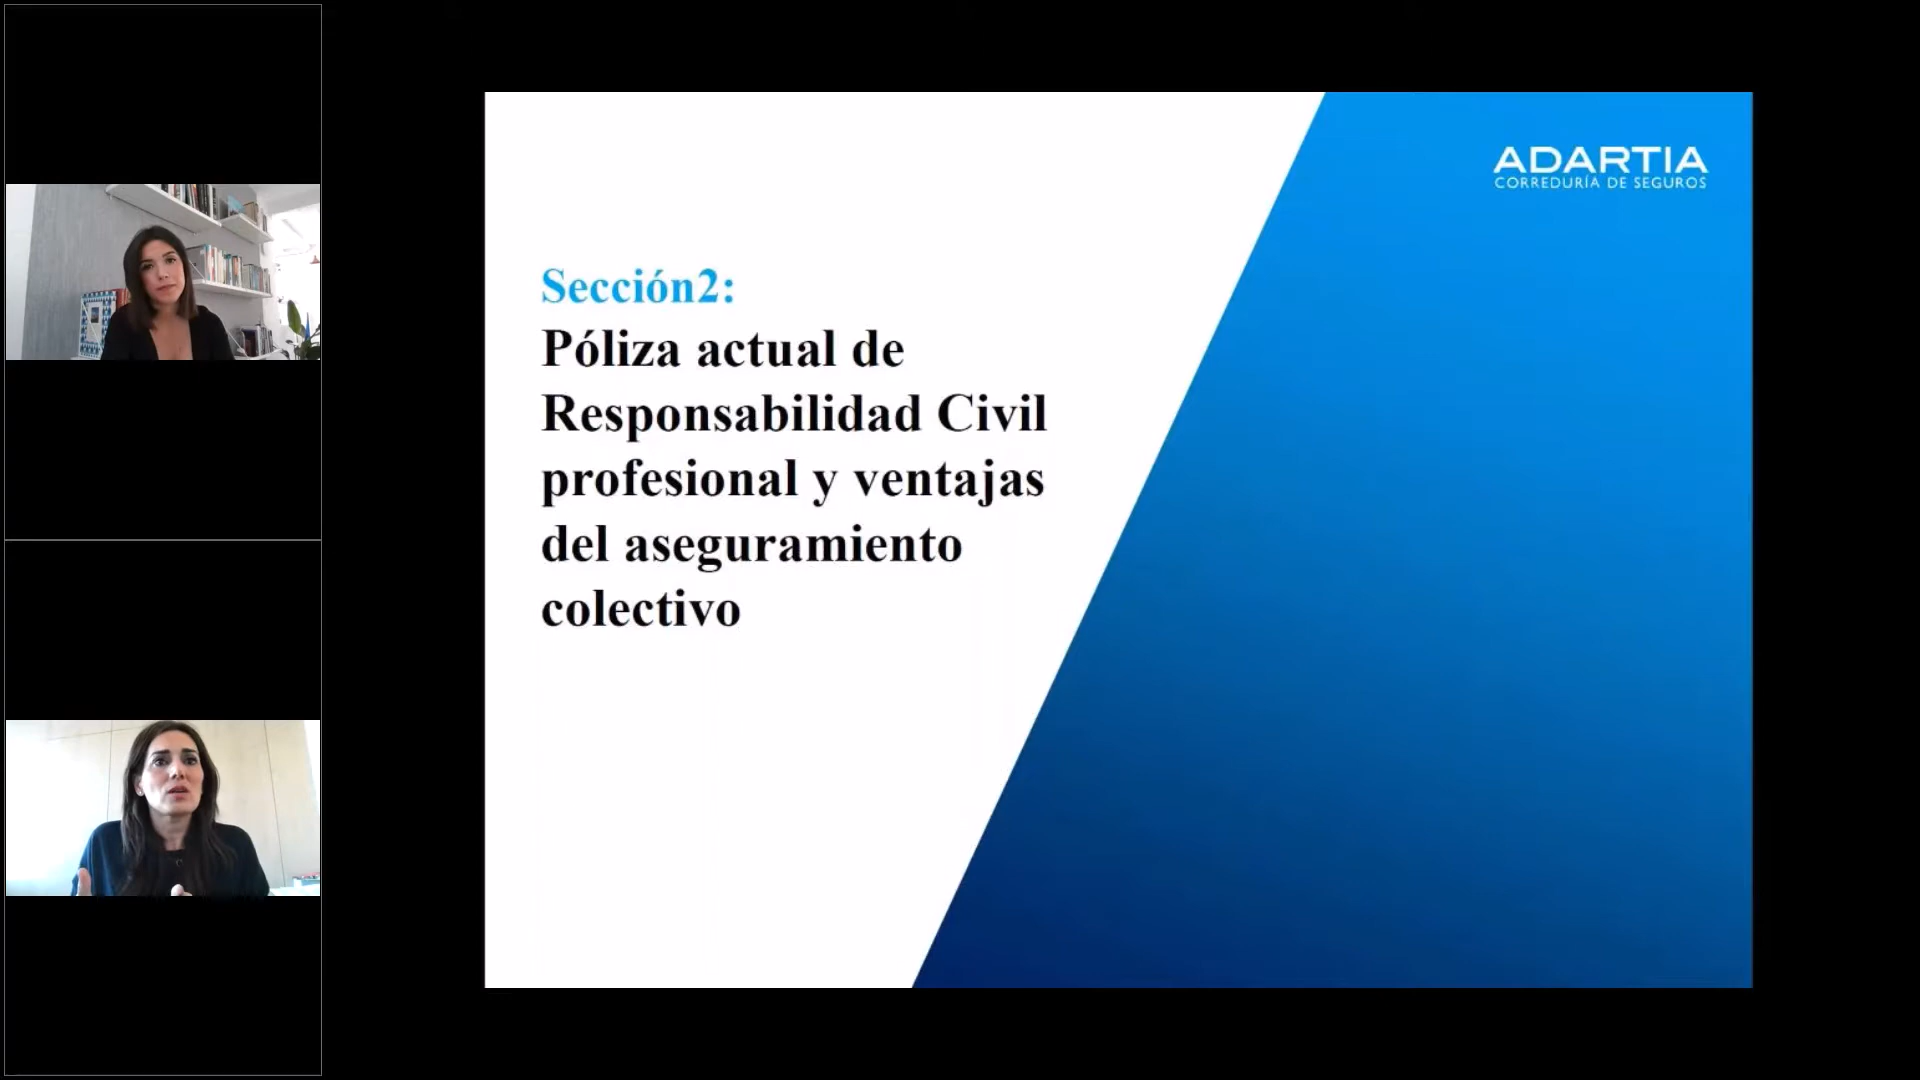 ADARTIA
CORREDURÍA DE SEGUROS
Sección2:
Póliza actual de
Responsabilidad Civil
profesional y ventajas
del aseguramiento
colectivo